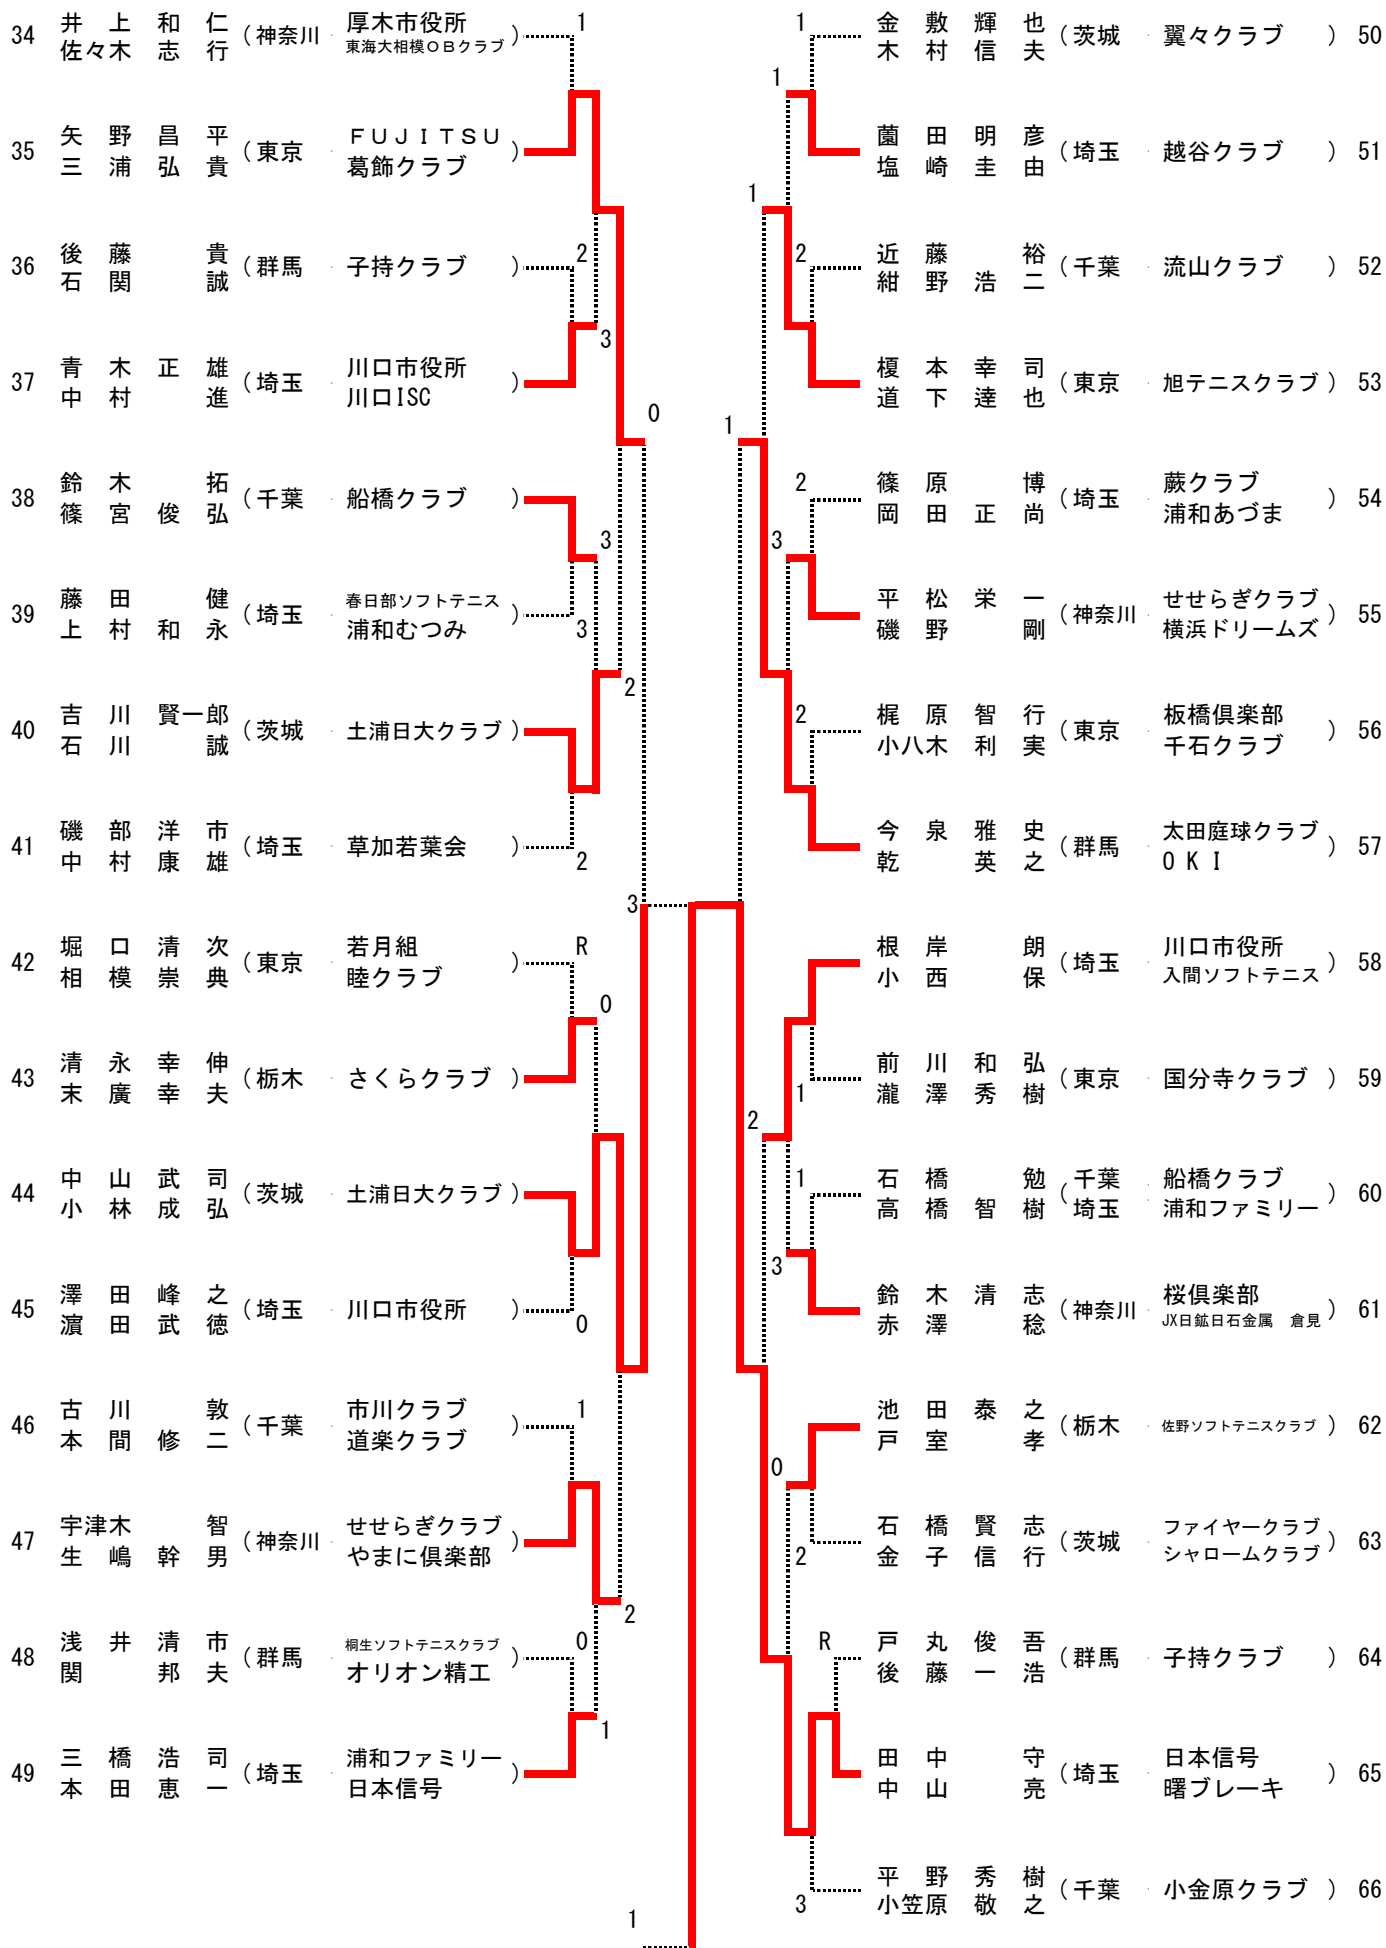 34 井上和仁 (神奈川・厚木市役所
佐々木志行 東海大相模OBクラブ) 1
35 矢野昌平 (東京・FUJITSU
三浦弘貴 葛飾クラブ)
36 後藤貴 (群馬・子持クラブ) 2
石関誠
3
37 青木正雄 (埼玉・川口市役所
中村進 川口ISC)
0
38 鈴木拓 (千葉・船橋クラブ)
篠宮俊弘
3
39 藤田健 (埼玉・春日部ソフトテニス
上村和永 浦和むつみ) 3
2
40 吉川賢一郎 (茨城・土浦日大クラブ)
石川誠
41 磯部洋市 (埼玉・草加若葉会) 2
中村康雄
3
42 堀口清次 (東京・若月組
相模崇典 睦クラブ) R
0
43 清永幸伸 (栃木・さくらクラブ)
末廣幸夫
44 中山武司 (茨城・土浦日大クラブ)
小林成弘
45 澤田峰之 (埼玉・川口市役所) 0
濵田武徳
46 古川敦 (千葉・市川クラブ
本間修二 道楽クラブ) 1
47 宇津木智 (神奈川・せせらぎクラブ
生嶋幹男 やまに倶楽部)
2
48 浅井清市 (群馬・桐生ソフトテニスクラブ
関邦夫 オリオン精工) 0
1
49 三橋浩司 (埼玉・浦和ファミリー
本田恵一 日本信号)
1
1 金敷輝也 (茨城・翼々クラブ) 50
木村信夫
1
薗田明彦 (埼玉・越谷クラブ) 51
塩崎圭由
1
2 近藤裕 (千葉・流山クラブ) 52
紺野浩二
榎本幸司 (東京・旭テニスクラブ) 53
道下達也
1
2 篠原博 (埼玉・蕨クラブ
岡田正尚 浦和あづま) 54
3
平松栄一 (神奈川・せせらぎクラブ
磯野剛 横浜ドリームズ) 55
2 梶原智行 (東京・板橋倶楽部
小八木利実 千石クラブ) 56
今泉雅史 (群馬・太田庭球クラブ
乾英之 OKI) 57
根岸朗 (埼玉・川口市役所
小西保 入間ソフトテニス) 58
1 前川和弘 (東京・国分寺クラブ) 59
瀧澤秀樹
2
1 石橋勉 (千葉・船橋クラブ
高橋智樹 埼玉 浦和ファミリー) 60
3
鈴木清志 (神奈川・桜倶楽部
赤澤稔 JX日鉱日石金属 倉見) 61
池田泰之 (栃木・佐野ソフトテニスクラブ) 62
戸室孝
0
2 石橋賢志 (茨城・ファイヤークラブ
金子信行 シャロームクラブ) 63
R 戸丸俊吾 (群馬・子持クラブ) 64
後藤一浩
田中守 (埼玉・日本信号
中山亮 曙ブレーキ) 65
3 平野秀樹 (千葉・小金原クラブ) 66
小笠原敬之